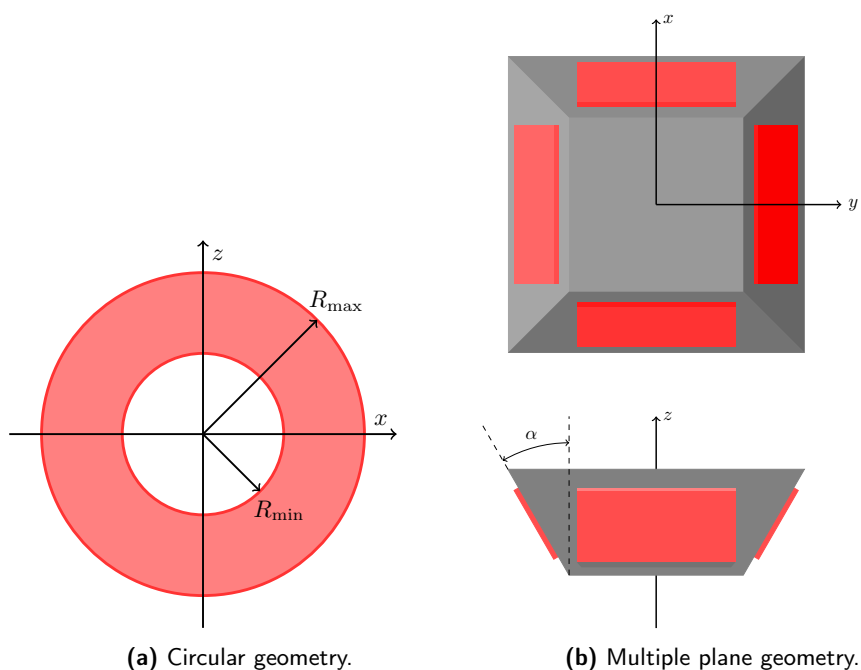 x
y
z
R_max
x
R_min
α
z
(a) Circular geometry.
(b) Multiple plane geometry.